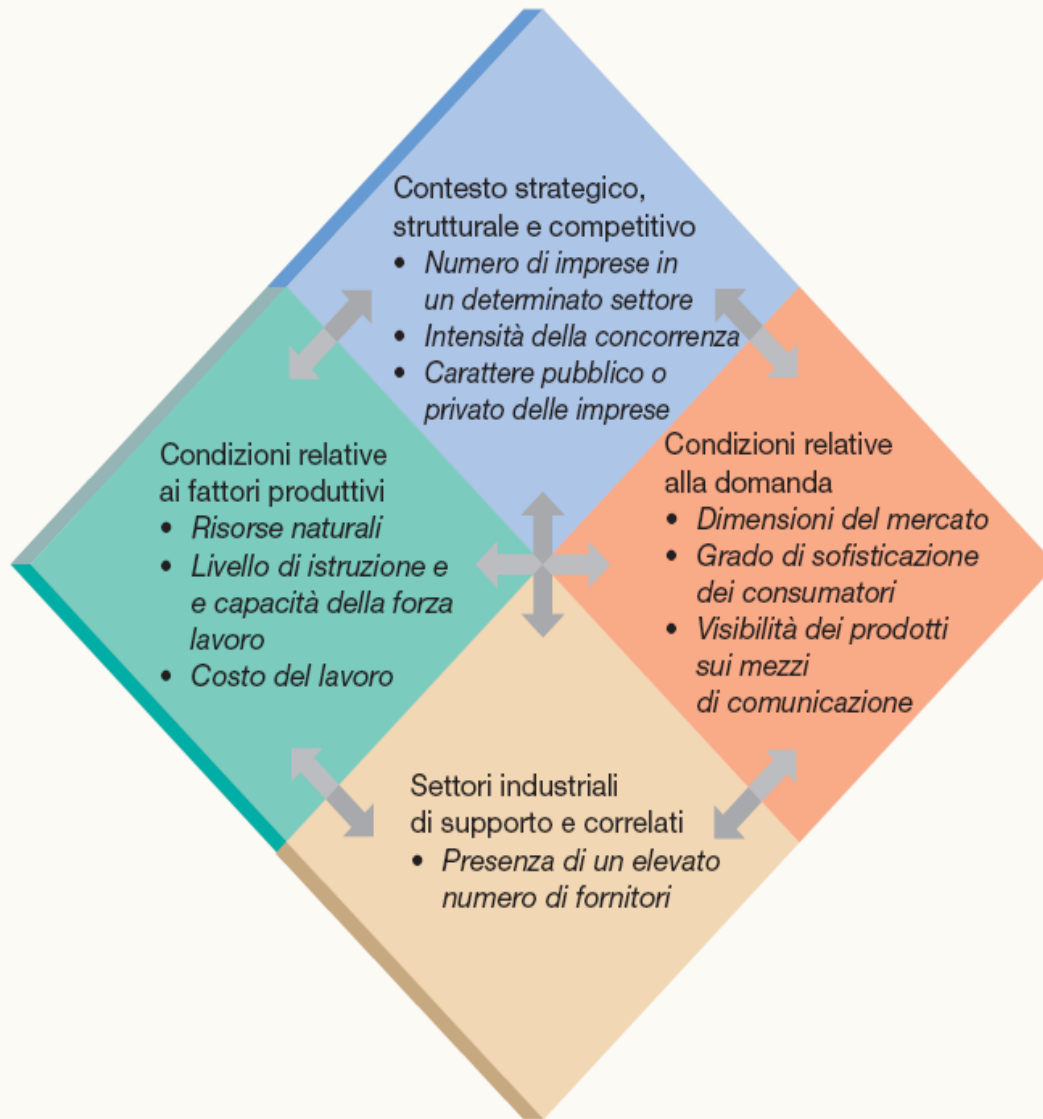 Contesto strategico,
strutturale e competitivo
• Numero di imprese in
un determinato settore
• Intensità della concorrenza
• Carattere pubblico o
privato delle imprese
Condizioni relative
ai fattori produttivi
• Risorse naturali
• Livello di istruzione e
e capacità della forza
lavoro
• Costo del lavoro
Condizioni relative
alla domanda
• Dimensioni del mercato
• Grado di sofisticazione
dei consumatori
• Visibilità dei prodotti
sui mezzi
di comunicazione
Settori industriali
di supporto e correlati
• Presenza di un elevato
numero di fornitori